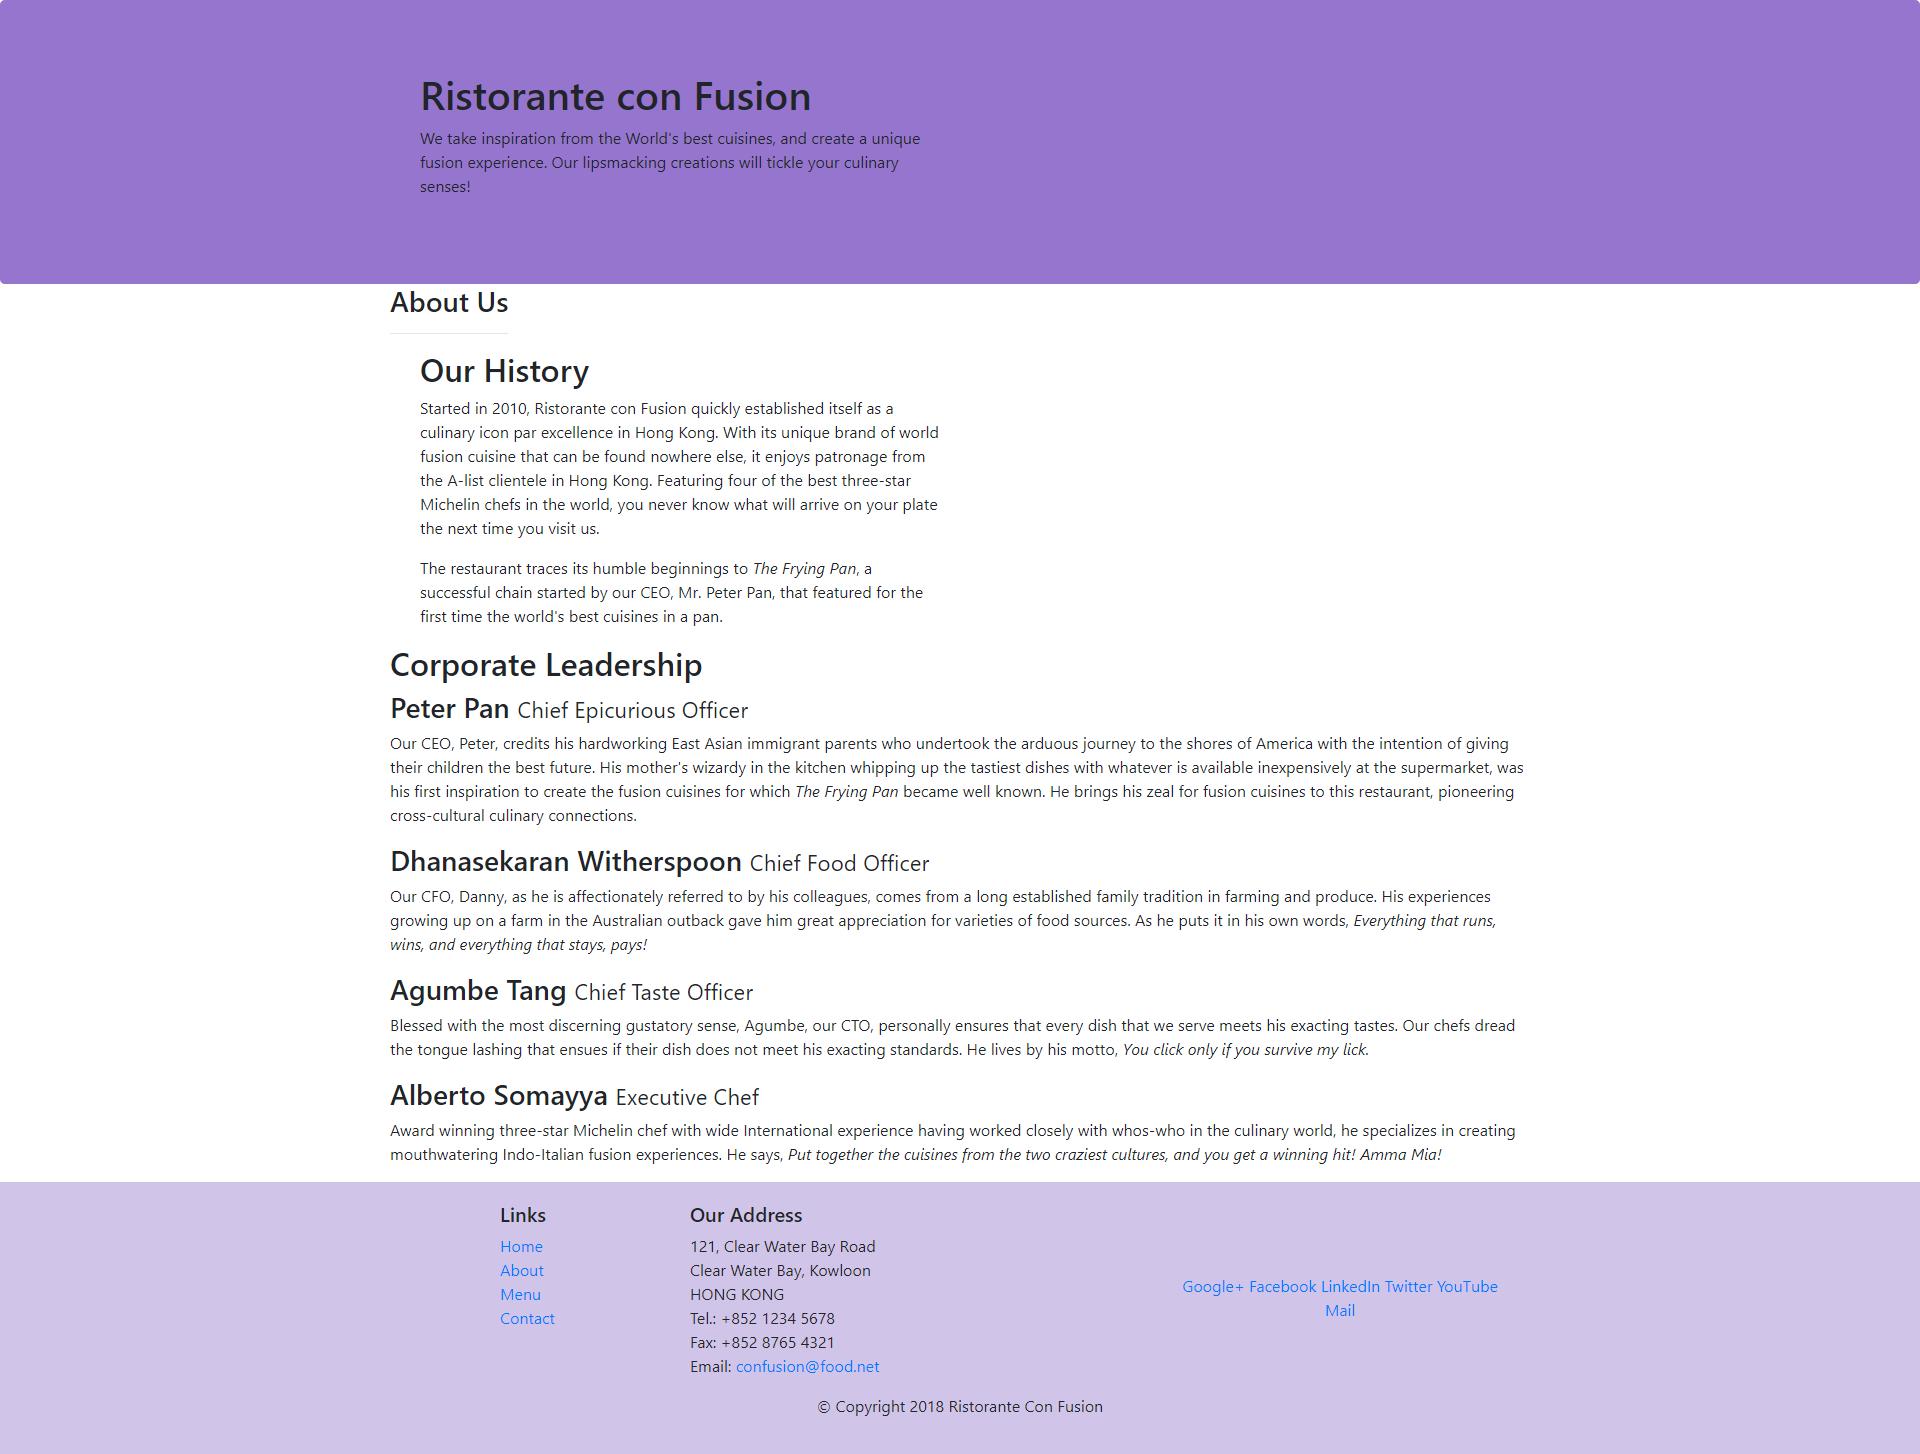 Ristorante con Fusion
We take inspiration from the World's best cuisines, and create a unique
fusion experience. Our lipsmacking creations will tickle your culinary
senses!
About Us
Our History
Started in 2010, Ristorante con Fusion quickly established itself as a
culinary icon par excellence in Hong Kong. With its unique brand of world
fusion cuisine that can be found nowhere else, it enjoys patronage from
the A-list clientele in Hong Kong. Featuring four of the best three-star
Michelin chefs in the world, you never know what will arrive on your plate
the next time you visit us.
The restaurant traces its humble beginnings to The Frying Pan, a
successful chain started by our CEO, Mr. Peter Pan, that featured for the
first time the world's best cuisines in a pan.
Corporate Leadership
Peter Pan Chief Epicurious Officer
Our CEO, Peter, credits his hardworking East Asian immigrant parents who undertook the arduous journey to the shores of America with the intention of giving
their children the best future. His mother's wizardy in the kitchen whipping up the tastiest dishes with whatever is available inexpensively at the supermarket, was
his first inspiration to create the fusion cuisines for which The Frying Pan became well known. He brings his zeal for fusion cuisines to this restaurant, pioneering
cross-cultural culinary connections.
Dhanasekaran Witherspoon Chief Food Officer
Our CFO, Danny, as he is affectionately referred to by his colleagues, comes from a long established family tradition in farming and produce. His experiences
growing up on a farm in the Australian outback gave him great appreciation for varieties of food sources. As he puts it in his own words, Everything that runs,
wins, and everything that stays, pays!
Agumbe Tang Chief Taste Officer
Blessed with the most discerning gustatory sense, Agumbe, our CTO, personally ensures that every dish that we serve meets his exacting tastes. Our chefs dread
the tongue lashing that ensues if their dish does not meet his exacting standards. He lives by his motto, You click only if you survive my lick.
Alberto Somayya Executive Chef
Award winning three-star Michelin chef with wide International experience having worked closely with whos-who in the culinary world, he specializes in creating
mouthwatering Indo-Italian fusion experiences. He says, Put together the cuisines from the two craziest cultures, and you get a winning hit! Amma Mia!
Links
Home
About
Menu
Contact
Our Address
121, Clear Water Bay Road
Clear Water Bay, Kowloon
HONG KONG
Tel.: +852 1234 5678
Fax: +852 8765 4321
Email: confusion@food.net
Google+ Facebook LinkedIn Twitter YouTube
Mail
© Copyright 2018 Ristorante Con Fusion